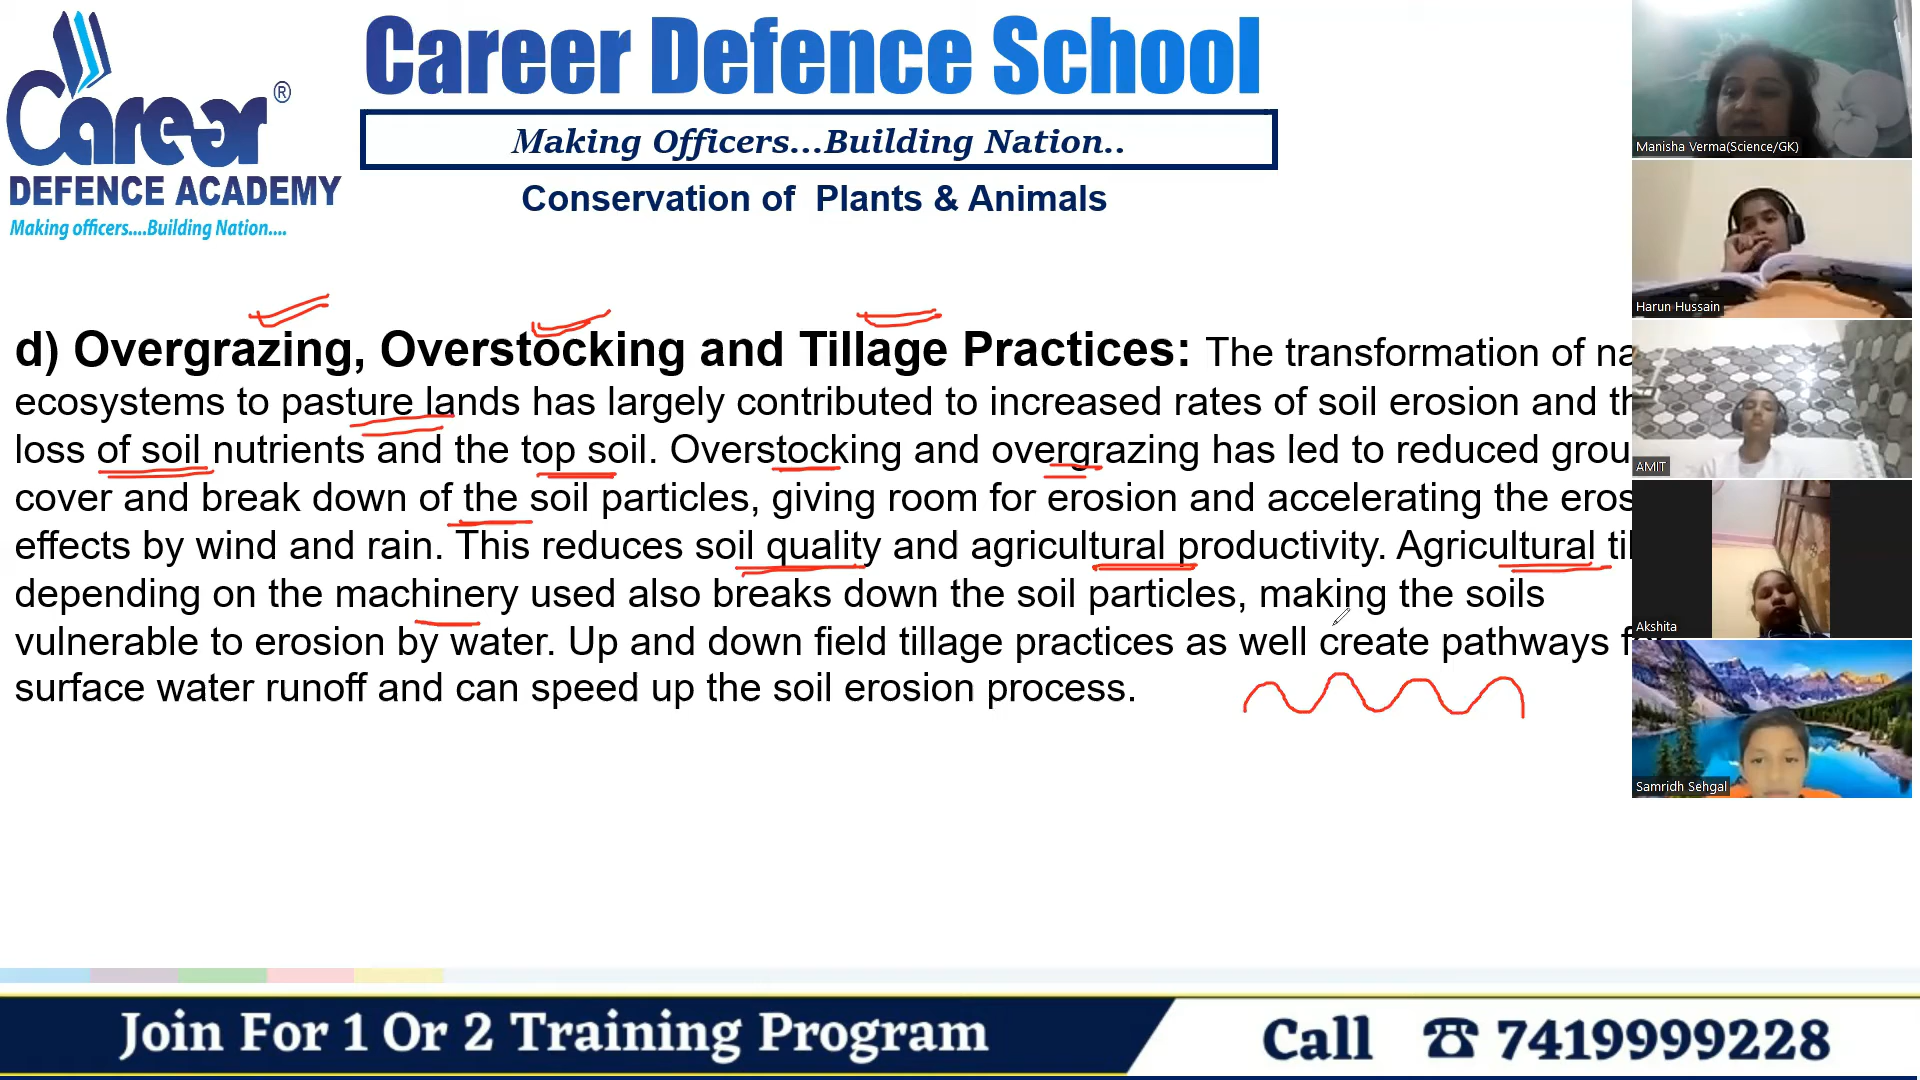 Career ®
DEFENCE ACADEMY
Making officers....Building Nation....
Career Defence School
Making Officers...Building Nation..
Conservation of Plants & Animals
d) Overgrazing, Overstocking and Tillage Practices: The transformation of na
ecosystems to pasture lands has largely contributed to increased rates of soil erosion and th
loss of soil nutrients and the top soil. Overstocking and overgrazing has led to reduced grou
cover and break down of the soil particles, giving room for erosion and accelerating the eros
effects by wind and rain. This reduces soil quality and agricultural productivity. Agricultural til
depending on the machinery used also breaks down the soil particles, making the soils
vulnerable to erosion by water. Up and down field tillage practices as well create pathways for
surface water runoff and can speed up the soil erosion process.
Manisha Verma(Science/GK)
Harun Hussain
AMIT
Akshita
Samridh Sehgal
Join For 1 Or 2 Training Program
Call ☎ 7419999228